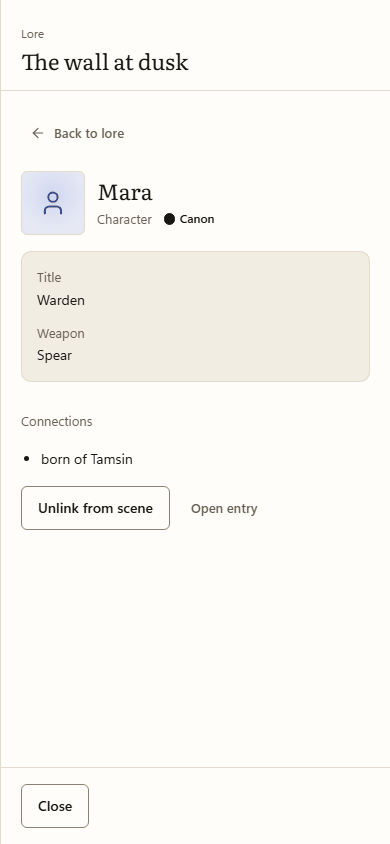 Lore
The wall at dusk
Back to lore
Mara
Character Canon
Title
Warden
Weapon
Spear
Connections
born of Tamsin
Unlink from scene Open entry
Close